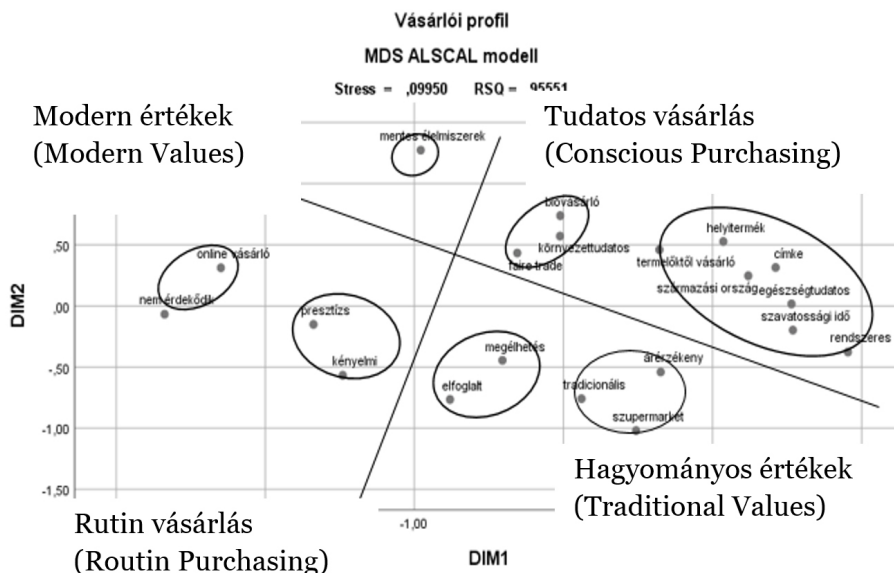 Vásárlói profil
MDS ALSCAL modell
Stress = ,09950 RSQ = ,95551
Modern értékek
(Modern Values)
Tudatos vásárlás
(Conscious Purchasing)
mentes élelmiszerek
bióvásárló
helyitermék
online vásárló
környezettudatos
termelőktől vásárló
címke
faire trade
származási ország
egészségtudatos
nem érdekődik
presztízs
szavatossági idő
megélhetés
rendszeres
kényelmi
árérzékeny
elfoglalt
tradicionális
szupermarket
,50
,00
-,50
-1,00
-1,50
DIM2
Hagyományos értékek
(Traditional Values)
Rutin vásárlás
(Routin Purchasing)
-1,00
DIM1